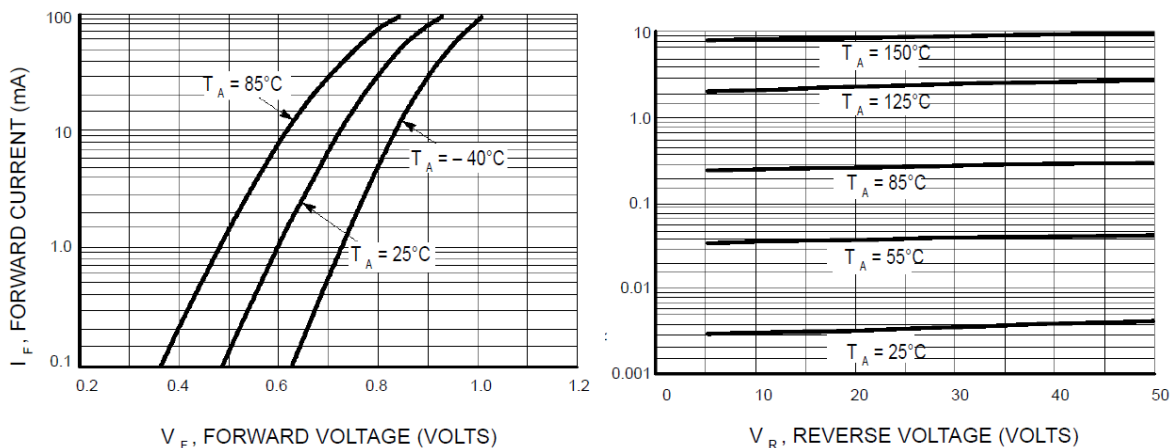 I F, FORWARD CURRENT (mA)
100
10
1.0
0.1
T A = 85°C
T A = – 40°C
T A = 25°C
0.2 0.4 0.6 0.8 1.0 1.2
V F, FORWARD VOLTAGE (VOLTS)
10
1.0
0.1
0.01
0.001
T A = 150°C
T A = 125°C
T A = 85°C
T A = 55°C
T A = 25°C
0 10 20 30 40 50
V R, REVERSE VOLTAGE (VOLTS)